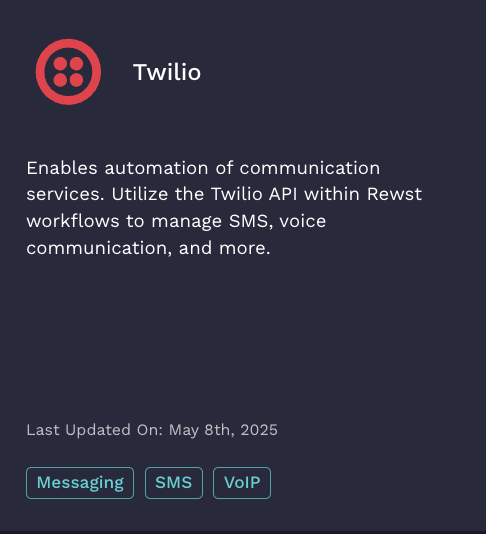 Twilio
Enables automation of communication
services. Utilize the Twilio API within Rewst
workflows to manage SMS, voice
communication, and more.
Last Updated On: May 8th, 2025
Messaging SMS VoIP